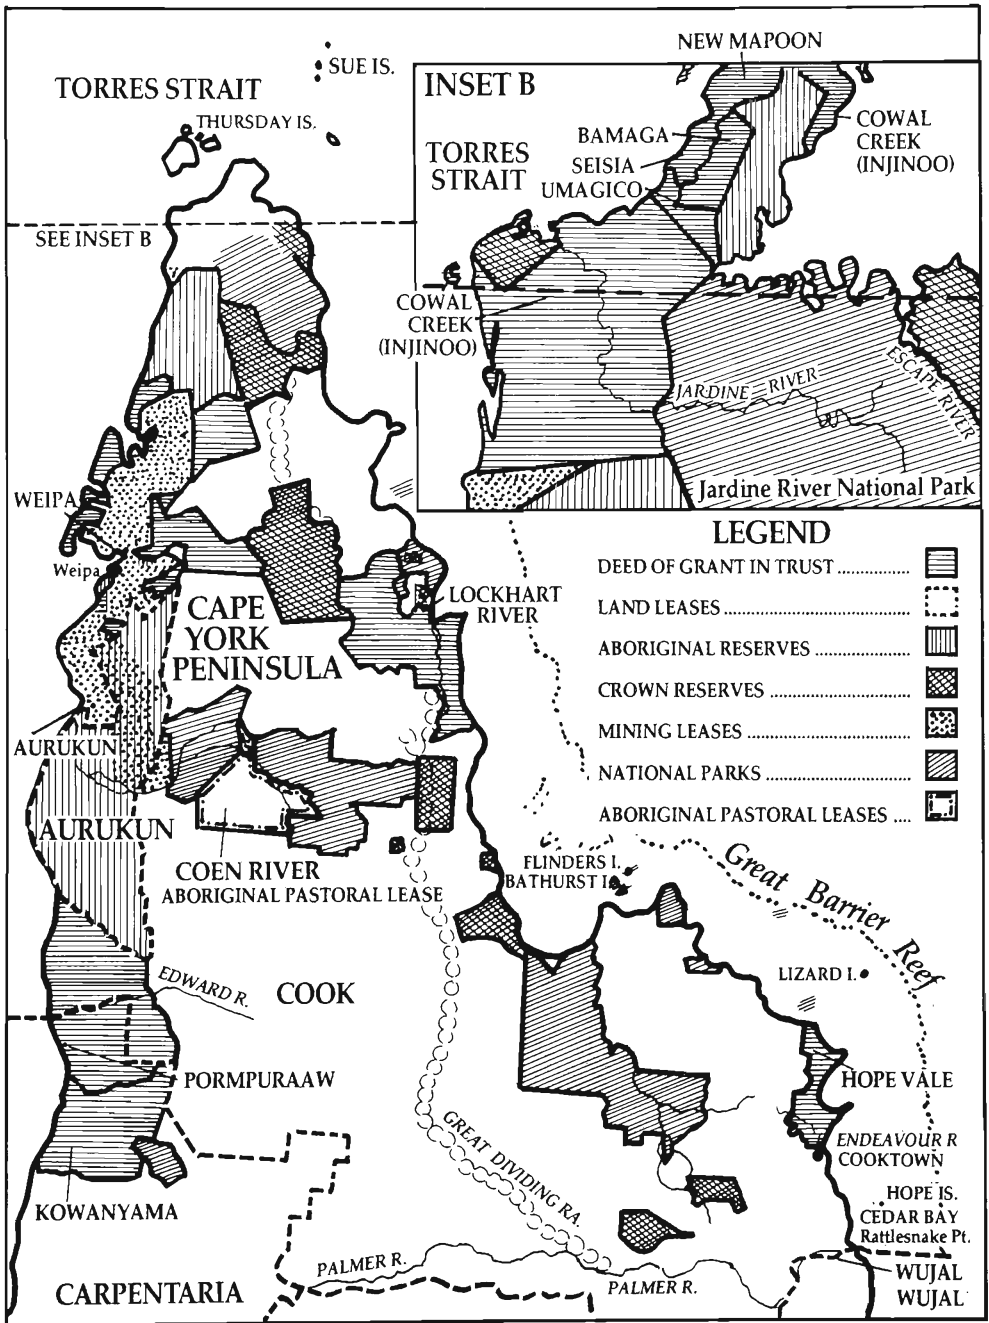 SUE IS.
TORRES STRAIT
THURSDAY IS.
SEE INSET B
NEW MAPOON
INSET B
COWAL
CREEK
(INJINOO)
BAMAGA
TORRES
STRAIT
SEISIA
UMAGICO
COWAL
CREEK
(INJINOO)
ESCAPE RIVER
JARDINE RIVER
Jardine River National Park
WEIPA
Weipa
CAPE
YORK
PENINSULA
LOCKHART
RIVER
LEGEND
DEED OF GRANT IN TRUST
LAND LEASES
ABORIGINAL RESERVES
CROWN RESERVES
MINING LEASES
NATIONAL PARKS
ABORIGINAL PASTORAL LEASES
AURUKUN
AURUKUN
COEN RIVER
ABORIGINAL PASTORAL LEASE
FLINDERS I.
BATHURST I.
Great Barrier Reef
LIZARD I.
EDWARD R.
COOK
PORMPURAAW
HOPE VALE
GREAT DIVIDING RA.
ENDEAVOUR R
COOKTOWN
KOWANYAMA
HOPE IS.
CEDAR BAY
Rattlesnake Pt.
PALMER R.
PALMER R.
CARPENTARIA
WUJAL
WUJAL